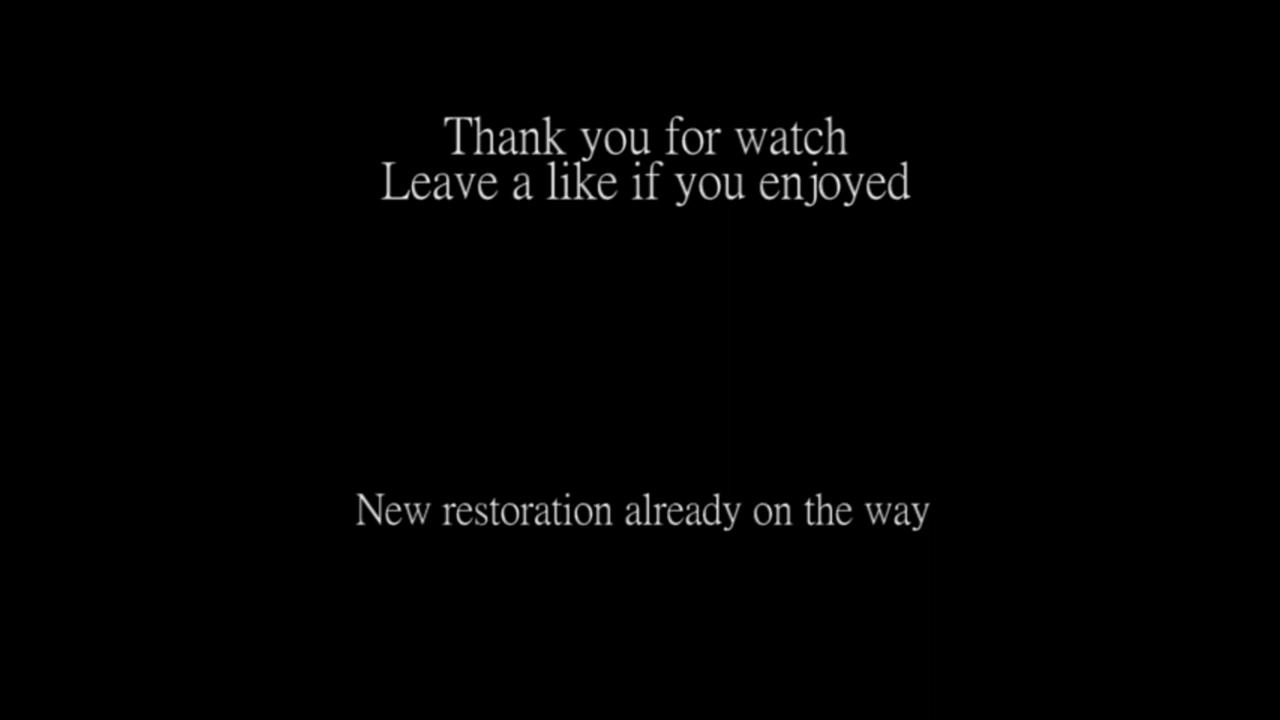 Thank you for watch
Leave a like if you enjoyed
New restoration already on the way